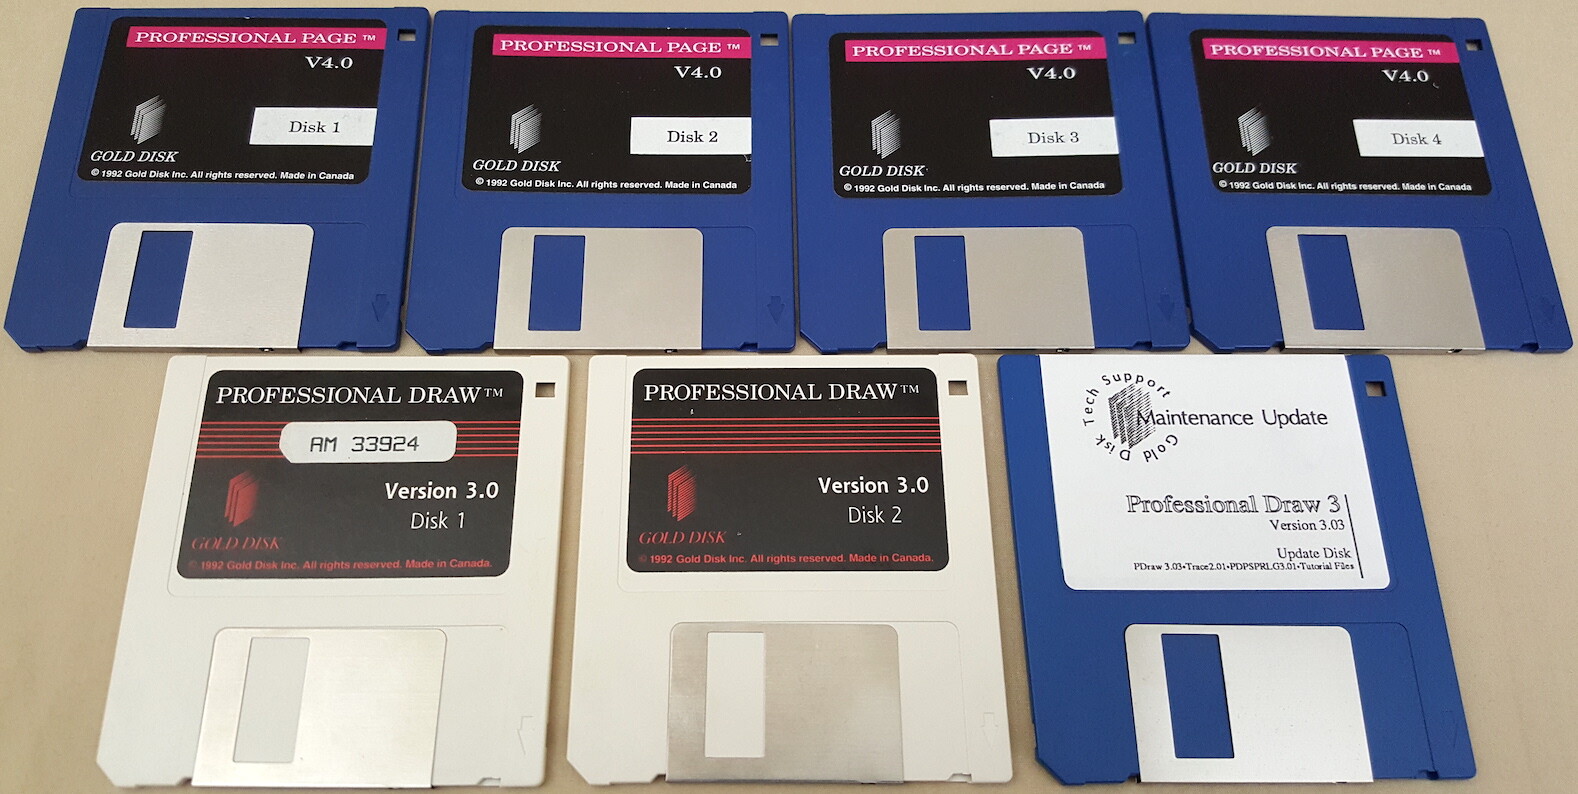 PROFESSIONAL PAGE ™
V4.0
Disk 1
GOLD DISK
© 1992 Gold Disk Inc. All rights reserved. Made in Canada
PROFESSIONAL PAGE ™
V4.0
Disk 2
GOLD DISK
© 1992 Gold Disk Inc. All rights reserved. Made in Canada
PROFESSIONAL PAGE ™
V4.0
Disk 3
GOLD DISK
© 1992 Gold Disk Inc. All rights reserved. Made in Canada
PROFESSIONAL PAGE ™
V4.0
Disk 4
GOLD DISK
© 1992 Gold Disk Inc. All rights reserved. Made in Canada
PROFESSIONAL DRAW™
AM 33924
Version 3.0
Disk 1
GOLD DISK
© 1992 Gold Disk Inc. All rights reserved. Made in Canada.
PROFESSIONAL DRAW™
Version 3.0
Disk 2
GOLD DISK
© 1992 Gold Disk Inc. All rights reserved. Made in Canada.
Gold Disk Tech Support
Maintenance Update
Professional Draw 3
Version 3.03
Update Disk
PDraw 3.03•Trace2.01•PDPSPRLG3.01•Tutorial Files